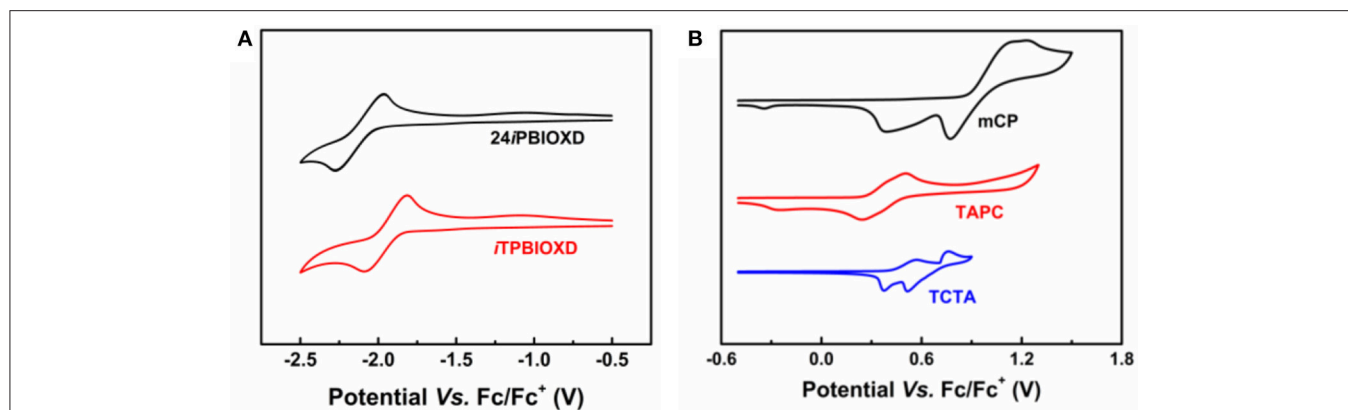 A
24iPBIOXD
iTPBIOXD
-2.5 -2.0 -1.5 -1.0 -0.5
Potential Vs. Fc/Fc⁺ (V)
B
mCP
TAPC
TCTA
-0.6 0.0 0.6 1.2 1.8
Potential Vs. Fc/Fc⁺ (V)